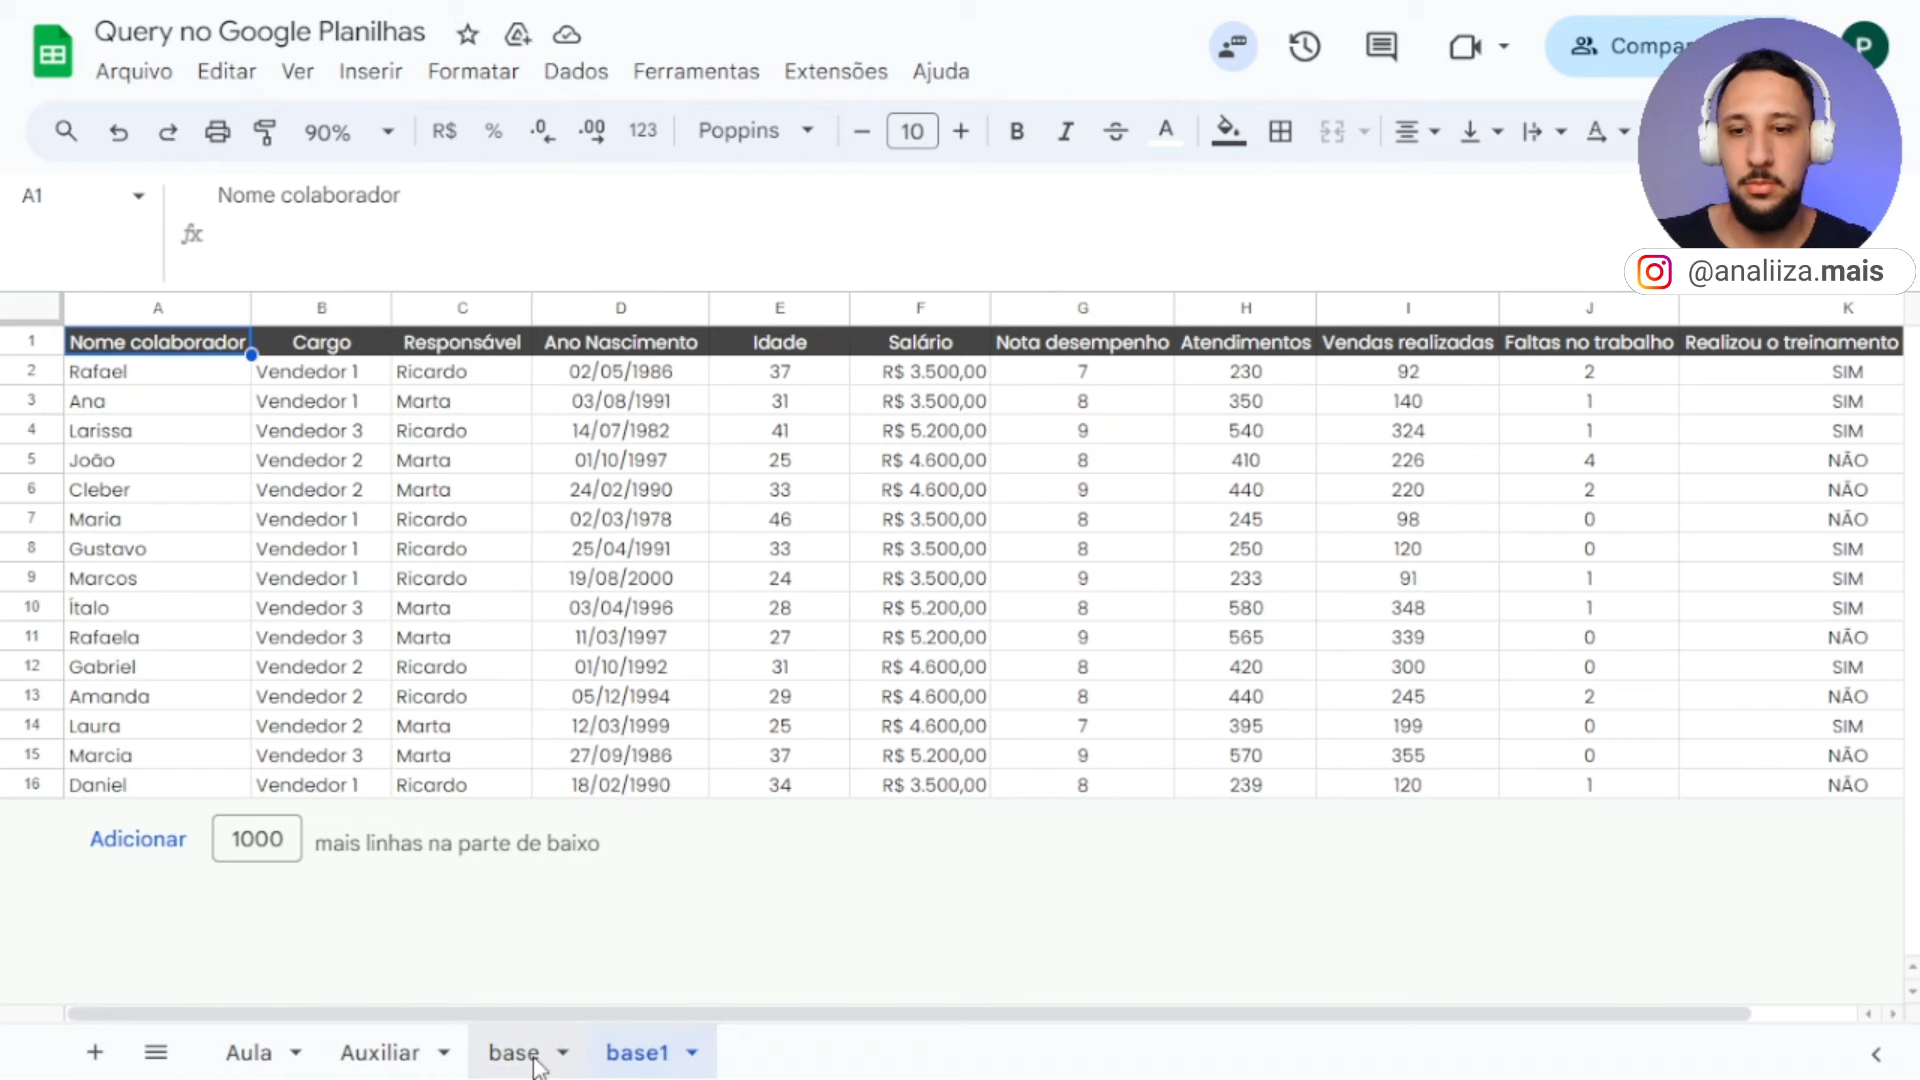 Query no Google Planilhas
Arquivo Editar Ver Inserir Formatar Dados Ferramentas Extensões Ajuda
Compar
P
90% R$ % .0 .00 123 Poppins 10 B I A A
A1 Nome colaborador
fx
@analiiza.mais
A B C D E F G H I J K
1 Nome colaborador Cargo Responsável Ano Nascimento Idade Salário Nota desempenho Atendimentos Vendas realizadas Faltas no trabalho Realizou o treinamento
2 Rafael Vendedor 1 Ricardo 02/05/1986 37 R$ 3.500,00 7 230 92 2 SIM
3 Ana Vendedor 1 Marta 03/08/1991 31 R$ 3.500,00 8 350 140 1 SIM
4 Larissa Vendedor 3 Ricardo 14/07/1982 41 R$ 5.200,00 9 540 324 1 SIM
5 João Vendedor 2 Marta 01/10/1997 25 R$ 4.600,00 8 410 226 4 NÃO
6 Cleber Vendedor 2 Marta 24/02/1990 33 R$ 4.600,00 9 440 220 2 NÃO
7 Maria Vendedor 1 Ricardo 02/03/1978 46 R$ 3.500,00 8 245 98 0 NÃO
8 Gustavo Vendedor 1 Ricardo 25/04/1991 33 R$ 3.500,00 8 250 120 0 SIM
9 Marcos Vendedor 1 Ricardo 19/08/2000 24 R$ 3.500,00 9 233 91 1 SIM
10 Ítalo Vendedor 3 Marta 03/04/1996 28 R$ 5.200,00 8 580 348 1 SIM
11 Rafaela Vendedor 3 Marta 11/03/1997 27 R$ 5.200,00 9 565 339 0 NÃO
12 Gabriel Vendedor 2 Ricardo 01/10/1992 31 R$ 4.600,00 8 420 300 0 SIM
13 Amanda Vendedor 2 Ricardo 05/12/1994 29 R$ 4.600,00 8 440 245 2 NÃO
14 Laura Vendedor 2 Marta 12/03/1999 25 R$ 4.600,00 7 395 199 0 SIM
15 Marcia Vendedor 3 Marta 27/09/1986 37 R$ 5.200,00 9 570 355 0 NÃO
16 Daniel Vendedor 1 Ricardo 18/02/1990 34 R$ 3.500,00 8 239 120 1 NÃO
Adicionar 1000 mais linhas na parte de baixo
Aula Auxiliar base base1